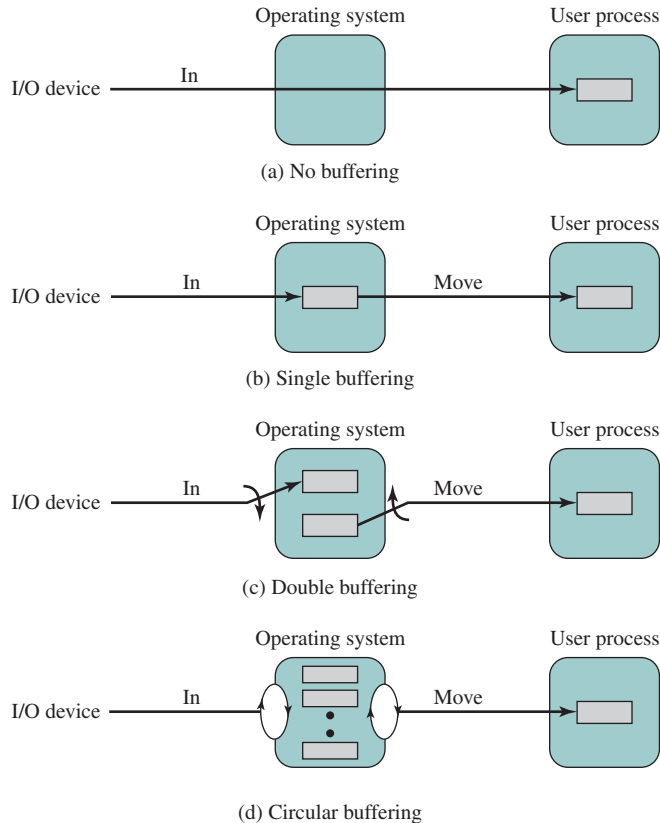 Operating system
User process
In
I/O device
(a) No buffering
Operating system
User process
In
Move
I/O device
(b) Single buffering
Operating system
User process
In
Move
I/O device
(c) Double buffering
Operating system
User process
In
Move
I/O device
(d) Circular buffering